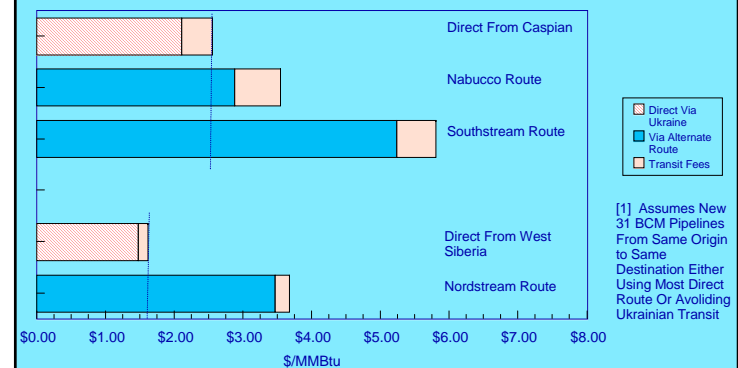 Direct From Caspian
Nabucco Route
Southstream Route
Direct From West
Siberia
Nordstream Route
$0.00 $1.00 $2.00 $3.00 $4.00 $5.00 $6.00 $7.00 $8.00
$/MMBtu
Direct Via
Ukraine
Via Alternate
Route
Transit Fees
[1] Assumes New
31 BCM Pipelines
From Same Origin
to Same
Destination Either
Using Most Direct
Route Or Avoliding
Ukrainian Transit